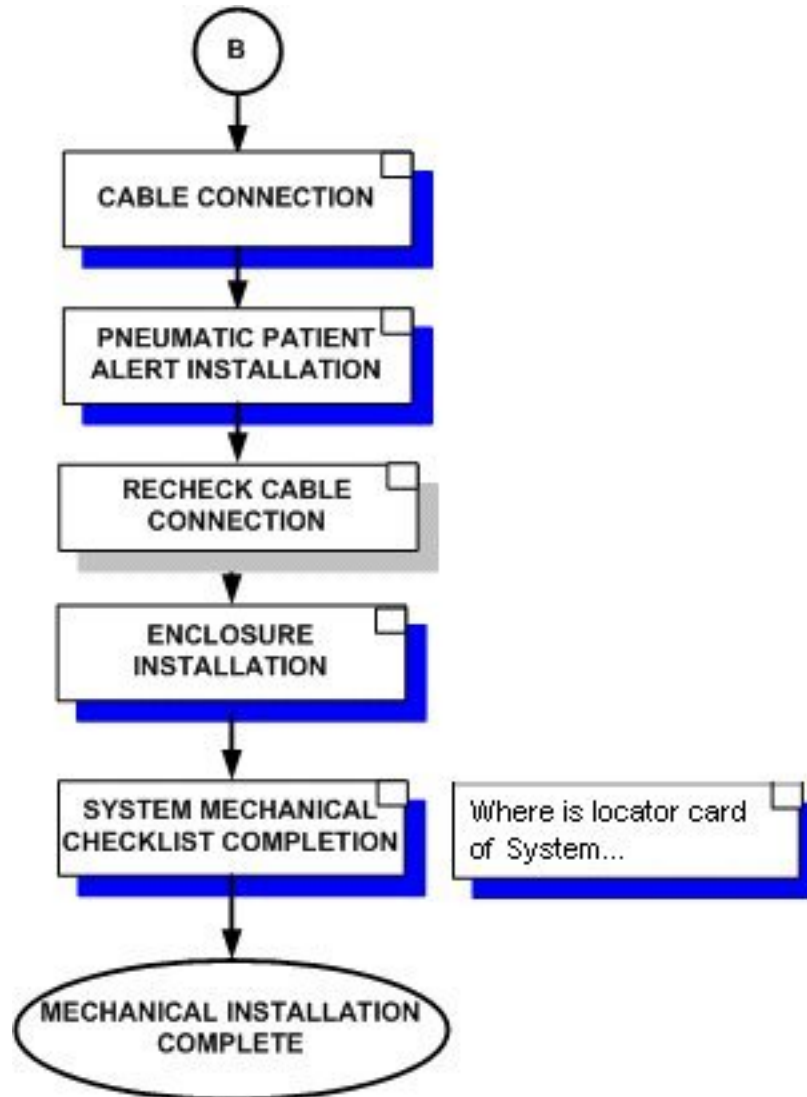 B
CABLE CONNECTION
PNEUMATIC PATIENT
ALERT INSTALLATION
RECHECK CABLE
CONNECTION
ENCLOSURE
INSTALLATION
SYSTEM MECHANICAL
CHECKLIST COMPLETION
Where is locator card
of System...
MECHANICAL INSTALLATION
COMPLETE